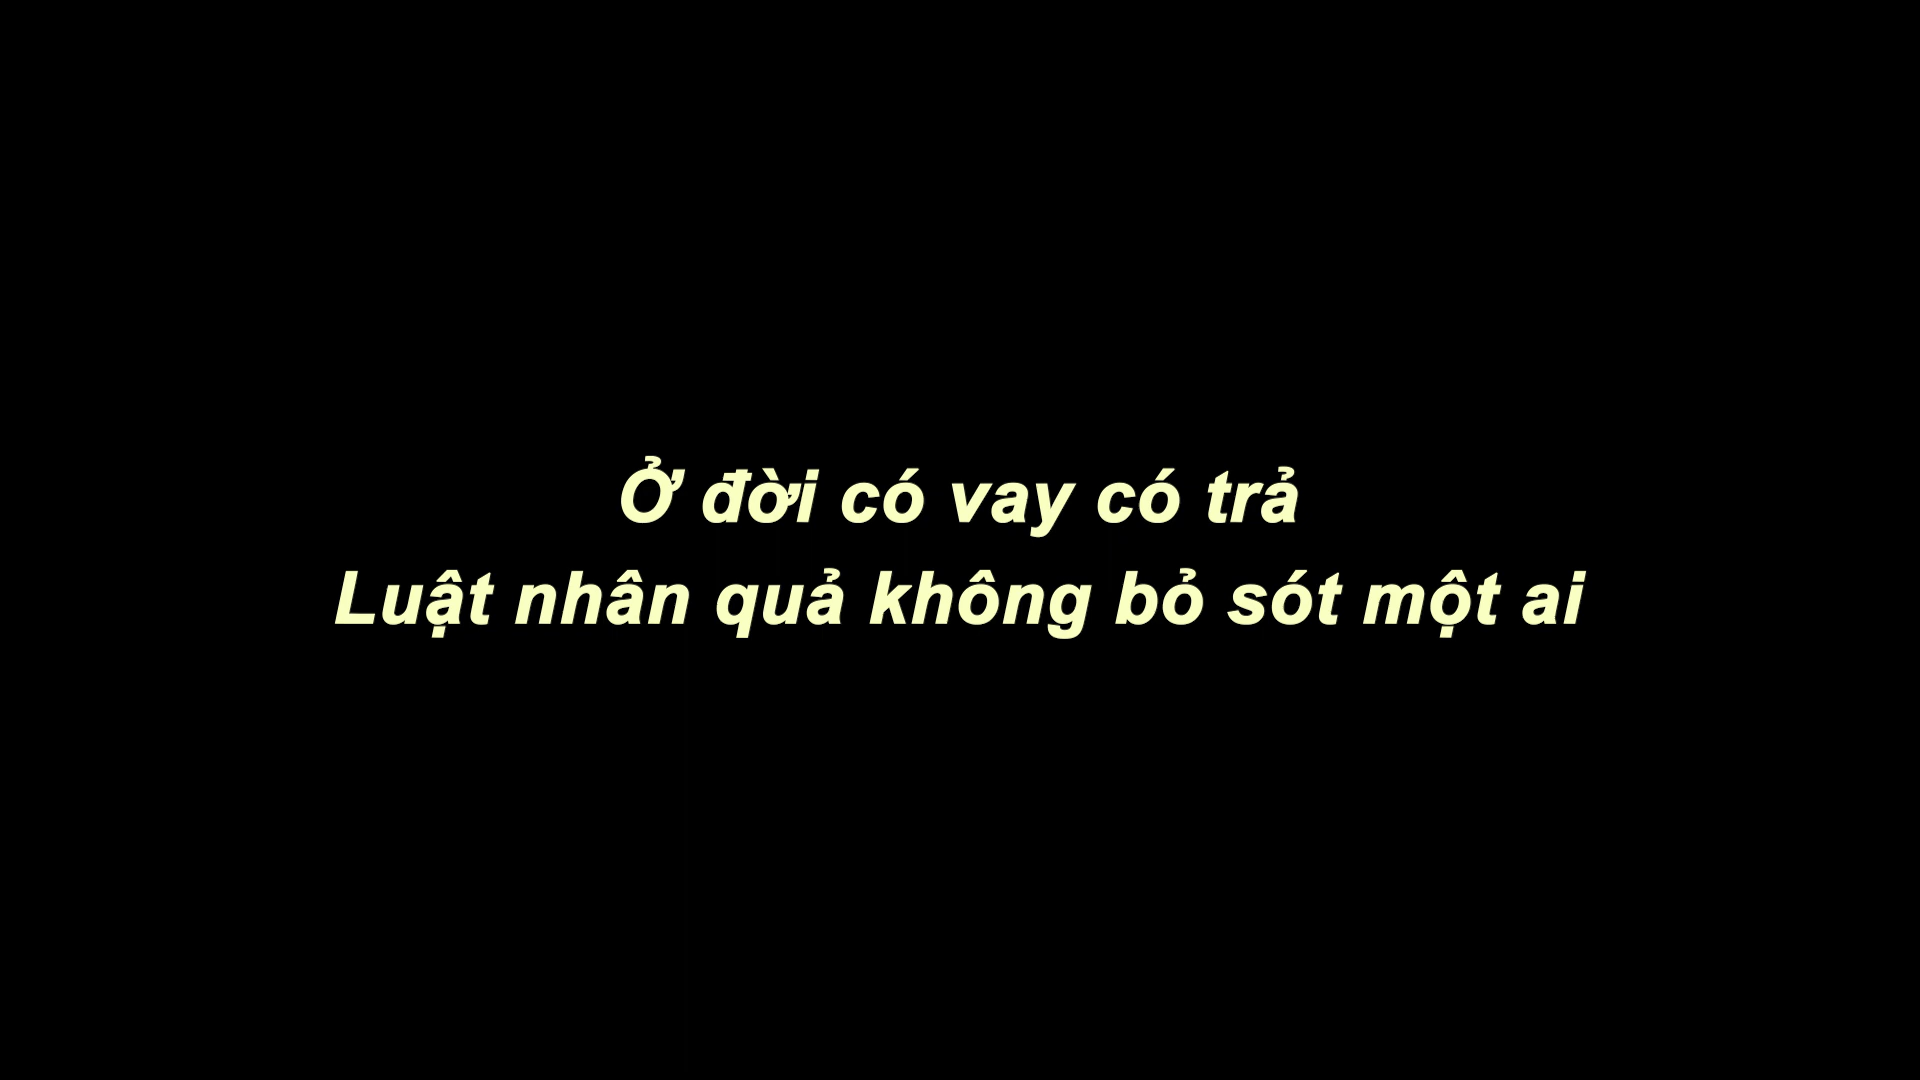 Ở đời có vay có trả
Luật nhân quả không bỏ sót một ai